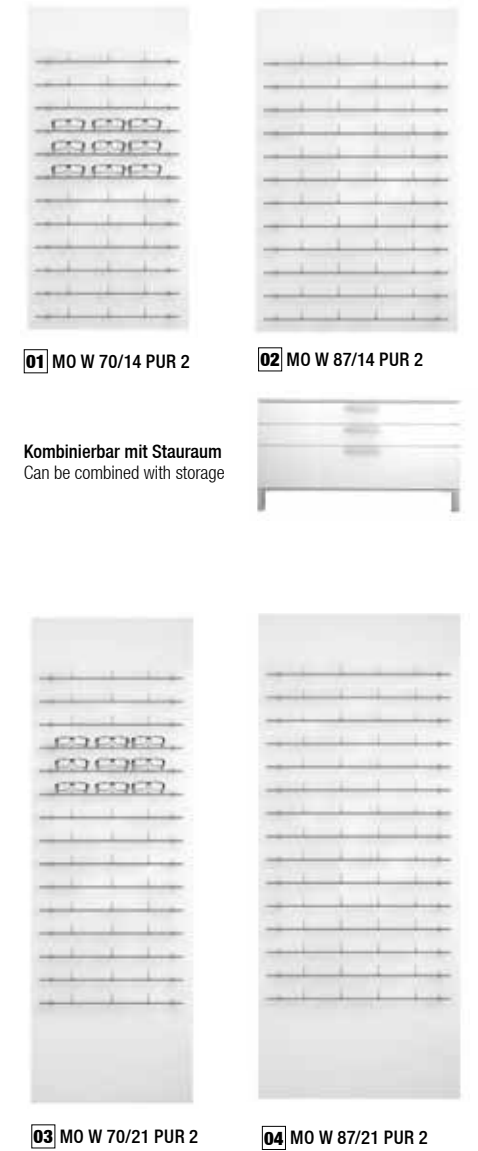 01 MO W 70/14 PUR 2
02 MO W 87/14 PUR 2
Kombinierbar mit Stauraum
Can be combined with storage
03 MO W 70/21 PUR 2
04 MO W 87/21 PUR 2